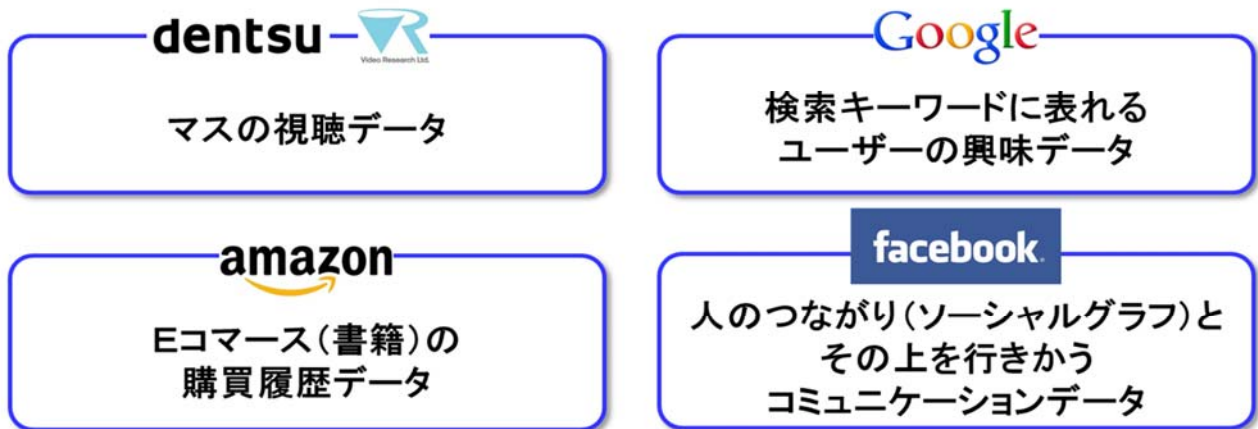 dentsu
VR
Video Research Ltd.
マスの視聴データ
Google
検索キーワードに表れる
ユーザーの興味データ
amazon
Eコマース（書籍）の
購買履歴データ
facebook
人のつながり（ソーシャルグラフ）と
その上を行きかう
コミュニケーションデータ